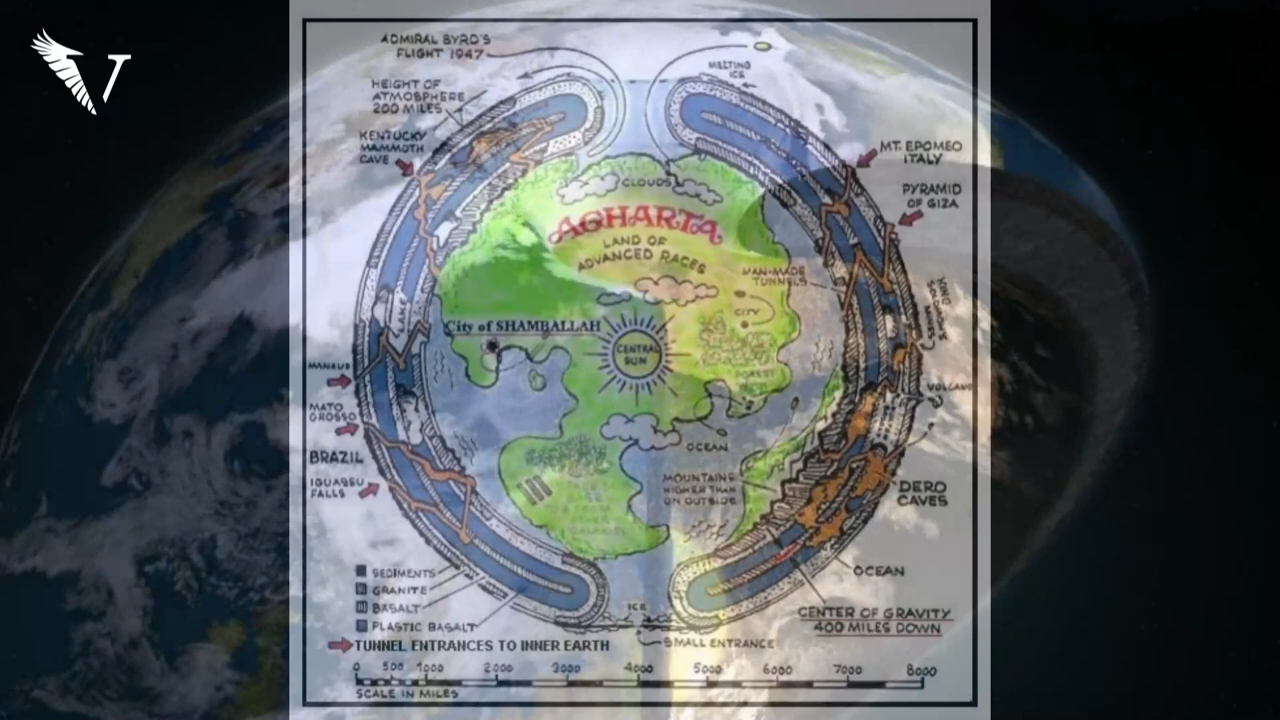 V
ADMIRAL BYRD'S
FLIGHT 1947
MELTING
ICE
HEIGHT OF
ATMOSPHERE
200 MILES
KENTUCKY
MAMMOTH
CAVE
MT. EPOMEO
ITALY
PYRAMID
OF GIZA
CLOUDS
AGHARTA
LAND OF
ADVANCED RACES
MAN-MADE
TUNNELS
CITY
City of SHAMBALLAH
CENTRAL
SUN
LAKE
FOREST
MANAUS
MATO
GROSSO
BRAZIL
IGUASSU
FALLS
VOLCANO
OCEAN
MOUNTAINS
HIGHER THAN
ON OUTSIDE
DERO
CAVES
OCEAN
CENTER OF GRAVITY
400 MILES DOWN
SEDIMENTS
GRANITE
BASALT
PLASTIC BASALT
ICE
SMALL ENTRANCE
TUNNEL ENTRANCES TO INNER EARTH
0 500 1000 2000 3000 4000 5000 6000 7000 8000
SCALE IN MILES